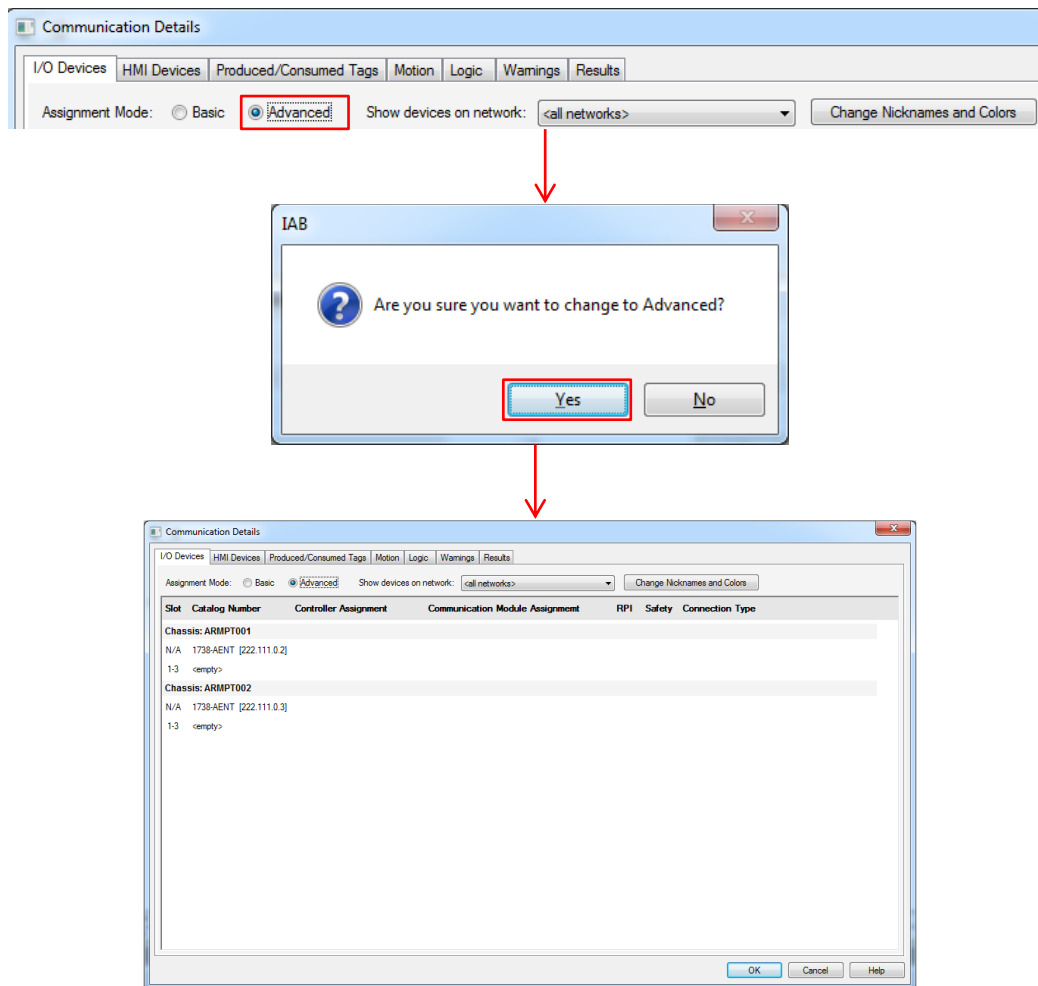 Communication Details
I/O Devices HMI Devices Produced/Consumed Tags Motion Logic Warnings Results
Assignment Mode: Basic Advanced Show devices on network: <all networks> Change Nicknames and Colors
IAB
Are you sure you want to change to Advanced?
Yes No
Communication Details
I/O Devices HMI Devices Produced/Consumed Tags Motion Logic Warnings Results
Assignment Mode: Basic Advanced Show devices on network: <all networks> Change Nicknames and Colors
Slot Catalog Number Controller Assignment Communication Module Assignmemt RPI Safety Connection Type
Chassis: ARMPT001
N/A 1738-AENT [222.111.0.2]
1-3 <empty>
Chassis: ARMPT002
N/A 1738-AENT [222.111.0.3]
1-3 <empty>
OK Cancel Help